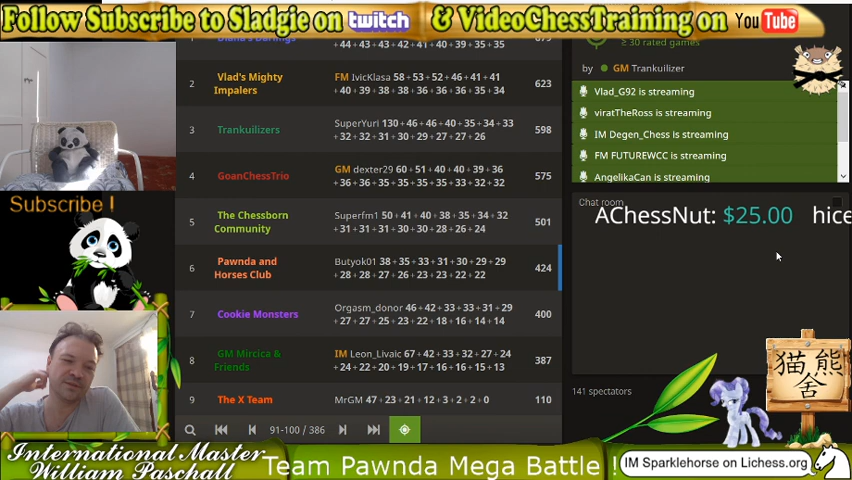 Follow Subscribe to Sladgie on twitch & VideoChessTraining on YouTube
+44+43+43+42+41+40+39+35+35
≥ 30 rated games
by GM Trankuilizer
2 Vlad's Mighty Impalers FM IvicKlasa 58+53+52+46+41+41 623
+40+39+38+38+36+36+36+35+34
Vlad_G92 is streaming
viratTheRoss is streaming
3 Trankuilizers SuperYuri 130+46+46+40+35+34+33 598
+32+32+31+30+29+27+27+26
IM Degen_Chess is streaming
FM FUTUREWCC is streaming
AngelikaCan is streaming
4 GoanChessTrio GM dexter29 60+51+40+40+39+36 575
+36+36+35+35+35+35+33+32+32
Subscribe !
Chat room
AChessNut: $25.00 hice
5 The Chessborn Community Superfm1 50+41+40+38+35+34+32 501
+31+31+31+30+30+28+26+24
6 Pawnda and Horses Club Butyok01 38+35+33+31+30+29+29 424
+28+28+27+26+23+23+22+22
7 Cookie Monsters Orgasm_donor 46+42+33+33+31+29 400
+27+27+25+23+22+18+16+14+14
8 GM Mircica & Friends IM Leon_Livaic 67+42+33+32+27+24 387
+24+22+20+19+17+16+16+15+13
9 The X Team MrGM 47+23+21+12+3+2+2+0 110
141 spectators
猫熊
舍
91-100 / 386
International Master
William Paschall
Team Pawnda Mega Battle !
IM Sparklehorse on Lichess.org